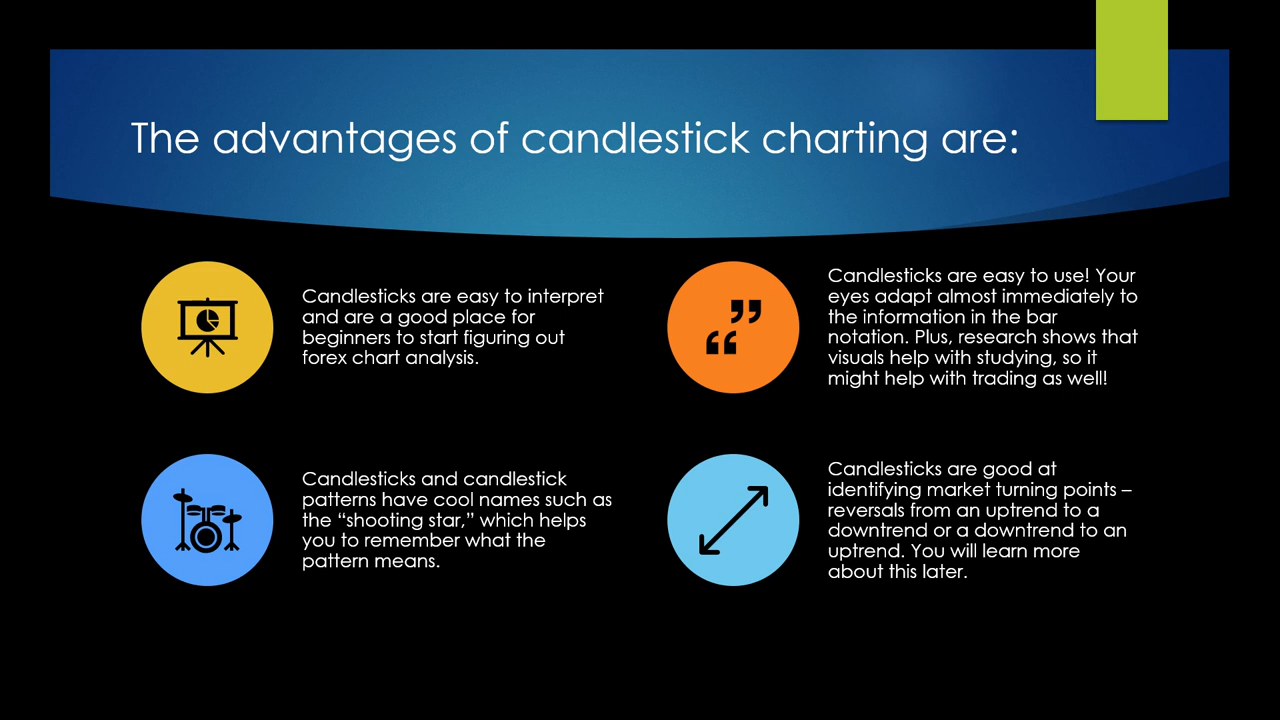 The advantages of candlestick charting are:
Candlesticks are easy to interpret
and are a good place for
beginners to start figuring out
forex chart analysis.
Candlesticks are easy to use! Your
eyes adapt almost immediately to
the information in the bar
notation. Plus, research shows that
visuals help with studying, so it
might help with trading as well!
Candlesticks and candlestick
patterns have cool names such as
the “shooting star,” which helps
you to remember what the
pattern means.
Candlesticks are good at
identifying market turning points –
reversals from an uptrend to a
downtrend or a downtrend to an
uptrend. You will learn more
about this later.